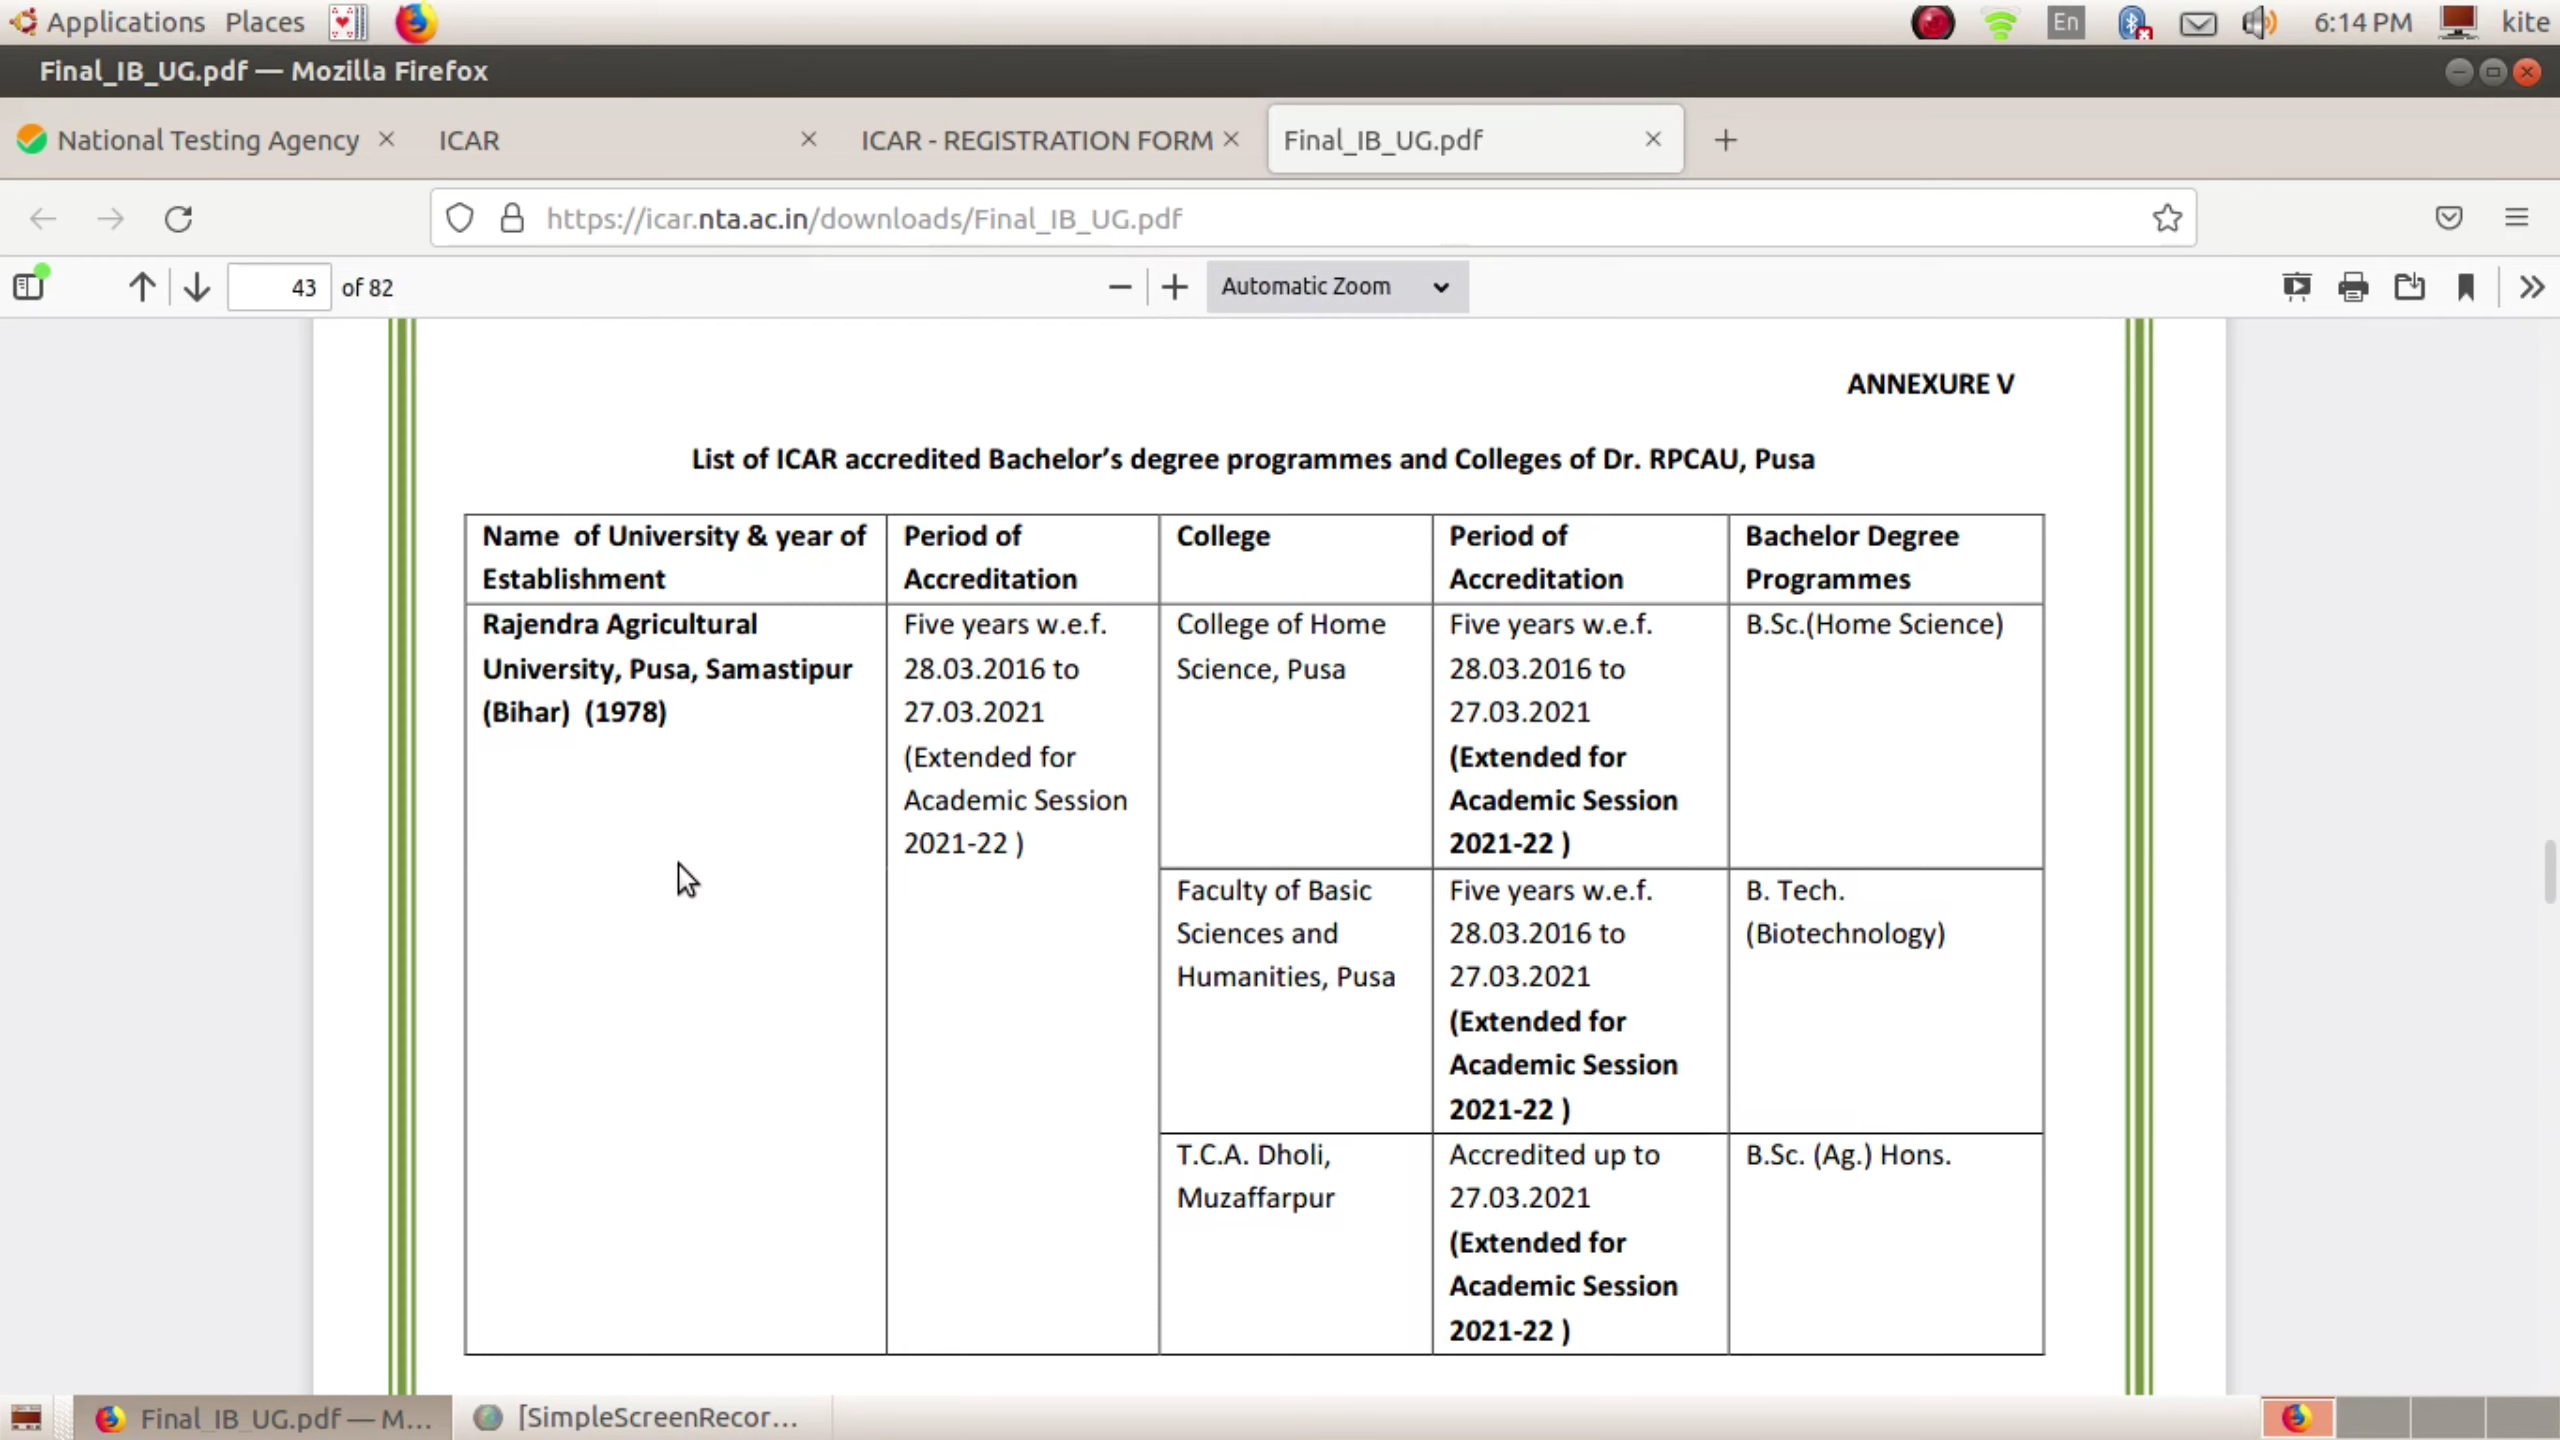 Applications Places En 6:14 PM kite
Final_IB_UG.pdf — Mozilla Firefox
National Testing Agency ICAR ICAR - REGISTRATION FORM Final_IB_UG.pdf
https://icar.nta.ac.in/downloads/Final_IB_UG.pdf
43 of 82 Automatic Zoom
ANNEXURE V
List of ICAR accredited Bachelor’s degree programmes and Colleges of Dr. RPCAU, Pusa
Name of University & year of
Establishment
Period of
Accreditation
College
Period of
Accreditation
Bachelor Degree
Programmes
Rajendra Agricultural
University, Pusa, Samastipur
(Bihar) (1978)
Five years w.e.f.
28.03.2016 to
27.03.2021
(Extended for
Academic Session
2021-22 )
College of Home
Science, Pusa
Five years w.e.f.
28.03.2016 to
27.03.2021
(Extended for
Academic Session
2021-22 )
B.Sc.(Home Science)
Faculty of Basic
Sciences and
Humanities, Pusa
Five years w.e.f.
28.03.2016 to
27.03.2021
(Extended for
Academic Session
2021-22 )
B. Tech.
(Biotechnology)
T.C.A. Dholi,
Muzaffarpur
Accredited up to
27.03.2021
(Extended for
Academic Session
2021-22 )
B.Sc. (Ag.) Hons.
Final_IB_UG.pdf — M... [SimpleScreenRecor...